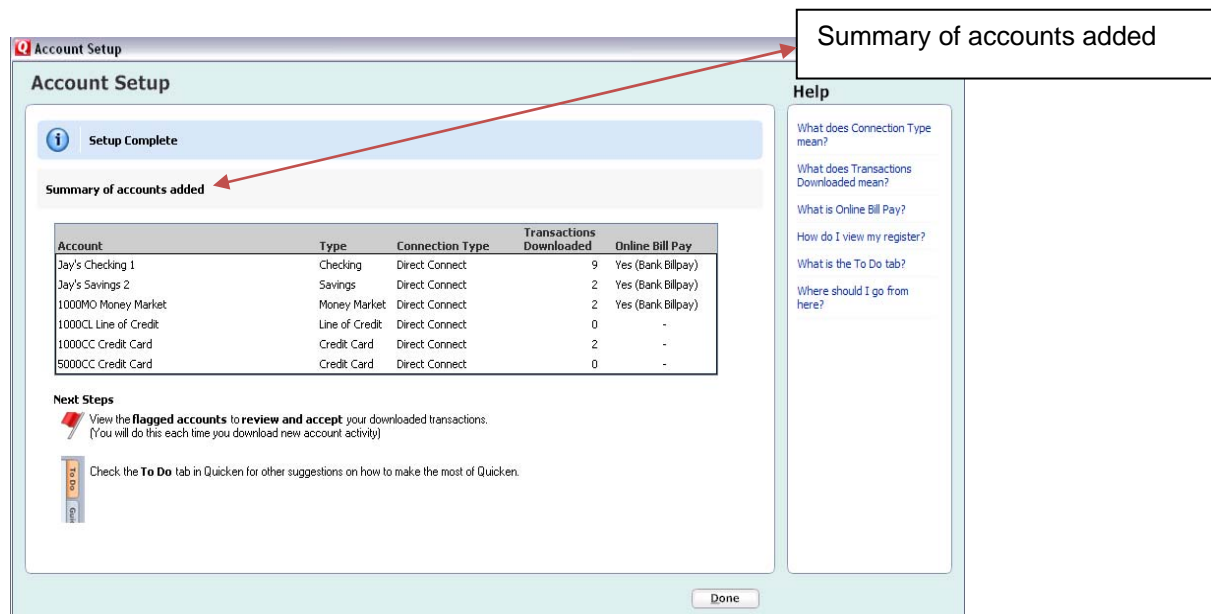 Summary of accounts added
Account Setup
Account Setup
Setup Complete
Summary of accounts added
Account Type Connection Type Transactions Downloaded Online Bill Pay
Jay's Checking 1 Checking Direct Connect 9 Yes (Bank Billpay)
Jay's Savings 2 Savings Direct Connect 2 Yes (Bank Billpay)
1000MO Money Market Money Market Direct Connect 2 Yes (Bank Billpay)
1000CL Line of Credit Line of Credit Direct Connect 0 -
1000CC Credit Card Credit Card Direct Connect 2 -
5000CC Credit Card Credit Card Direct Connect 0 -
Next Steps
View the flagged accounts to review and accept your downloaded transactions.
(You will do this each time you download new account activity)
To Do
Check the To Do tab in Quicken for other suggestions on how to make the most of Quicken.
Help
What does Connection Type
mean?
What does Transactions
Downloaded mean?
What is Online Bill Pay?
How do I view my register?
What is the To Do tab?
Where should I go from
here?
Done